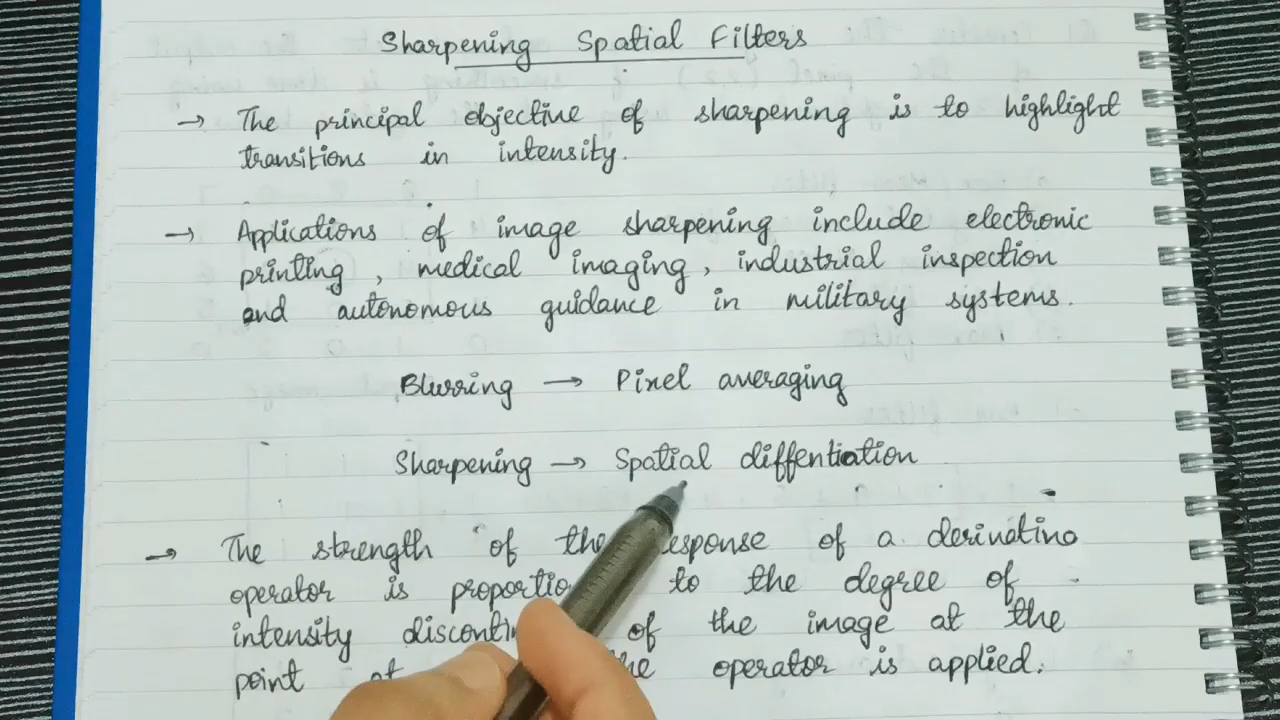 Sharpening Spatial Filters
→ The principal objective of sharpening is to highlight
transitions in intensity.
→ Applications of image sharpening include electronic
printing, medical imaging, industrial inspection
and autonomous guidance in military systems.
Blurring → Pixel averaging
Sharpening → Spatial diffentiation
→ The strength of the response of a derivative
operator is to the degree of
intensity of the image at the
point the operator is applied.